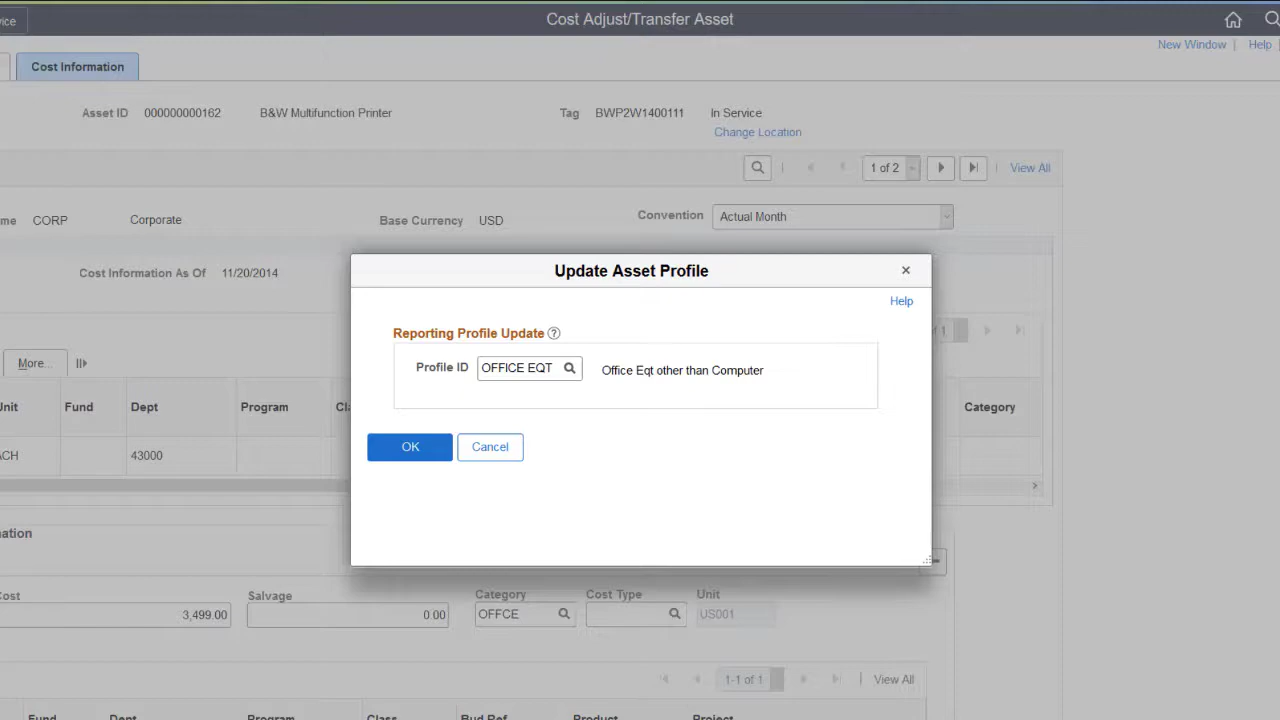 vice
Cost Adjust/Transfer Asset
New Window | Help |
Cost Information
Asset ID 000000000162 B&W Multifunction Printer Tag BWP2W1400111 In Service
Change Location
1 of 2 | View All
CORP Corporate Base Currency USD Convention Actual Month
Cost Information As Of 11/20/2014
Update Asset Profile
Help
Reporting Profile Update
Profile ID OFFICE EQT Office Eqt other than Computer
OK Cancel
More...
Unit Fund Dept Program Cl Category
ACH 43000
Cost Salvage Category Cost Type Unit
3,499.00 0.00 OFFCE US001
1-1 of 1 | View All
Fund Dept Program Class Bud Ref Product Project